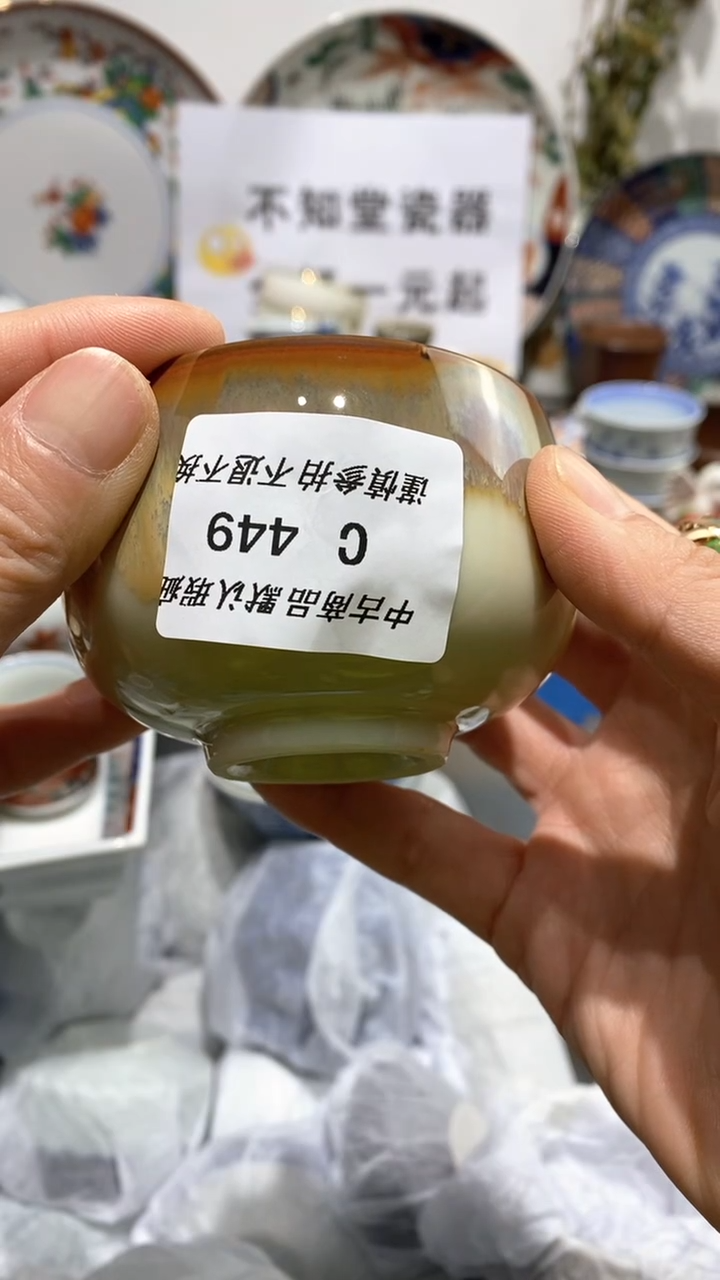 不知堂瓷器
一元起
中古商品默认瑕疵
C 449
谨慎参拍不退不换